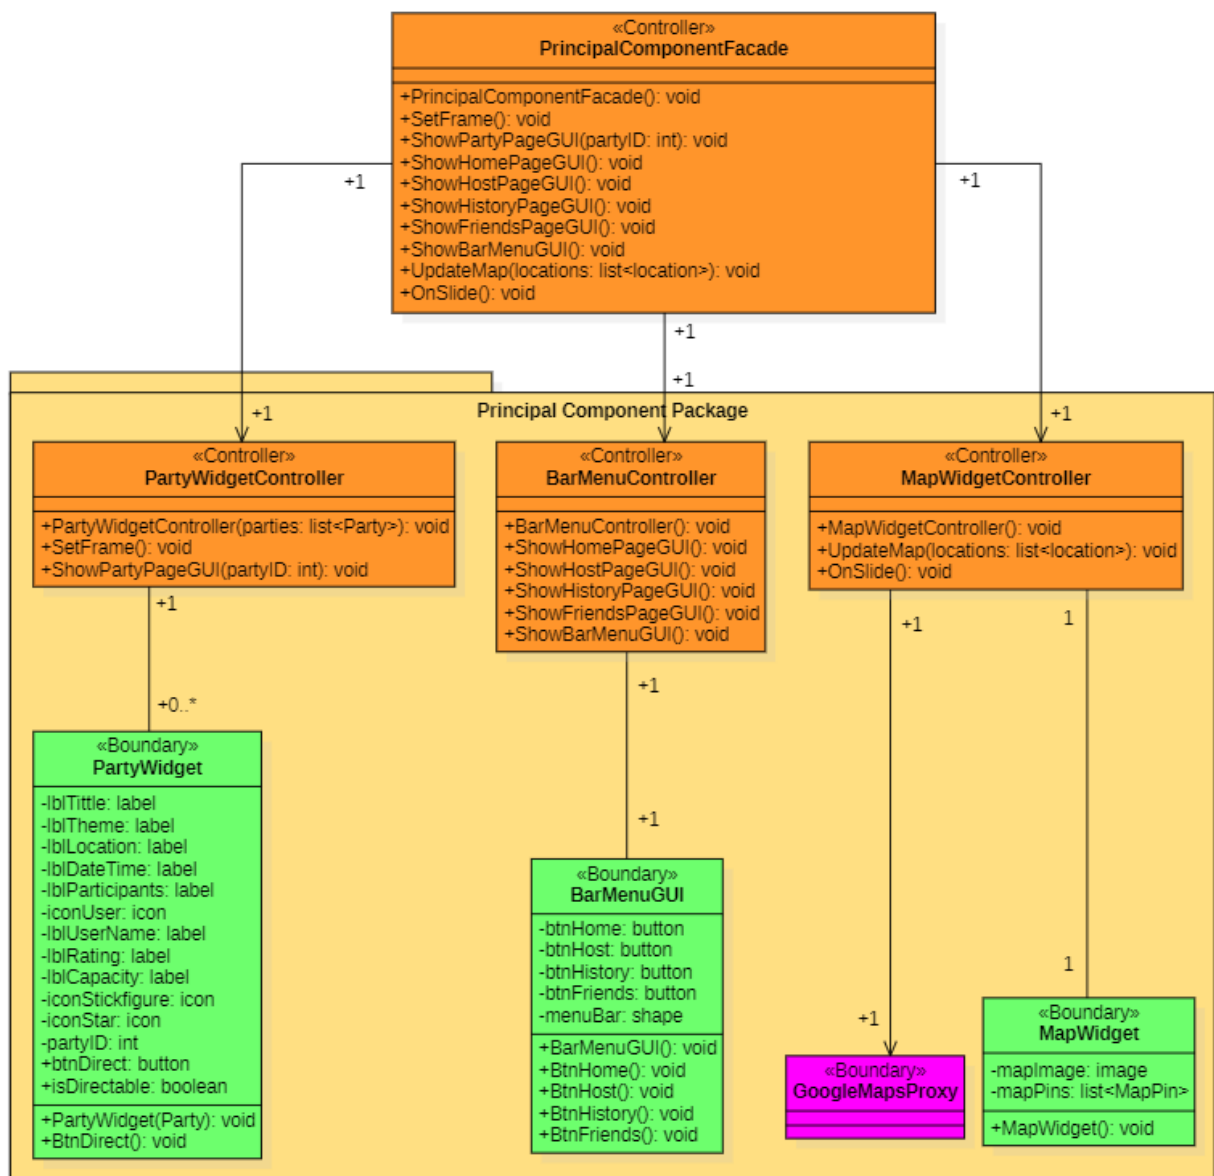 «Controller»
PrincipalComponentFacade
+PrincipalComponentFacade(): void
+SetFrame(): void
+ShowPartyPageGUI(partyID: int): void
+ShowHomePageGUI(): void
+ShowHostPageGUI(): void
+ShowHistoryPageGUI(): void
+ShowFriendsPageGUI(): void
+ShowBarMenuGUI(): void
+UpdateMap(locations: list<location>): void
+OnSlide(): void
+1
+1
+1
+1
Principal Component Package
+1
+1
«Controller»
PartyWidgetController
+PartyWidgetController(parties: list<Party>): void
+SetFrame(): void
+ShowPartyPageGUI(partyID: int): void
«Controller»
BarMenuController
+BarMenuController(): void
+ShowHomePageGUI(): void
+ShowHostPageGUI(): void
+ShowHistoryPageGUI(): void
+ShowFriendsPageGUI(): void
+ShowBarMenuGUI(): void
«Controller»
MapWidgetController
+MapWidgetController(): void
+UpdateMap(locations: list<location>): void
+OnSlide(): void
+1
+0..*
+1
+1
+1
+1
1
1
«Boundary»
PartyWidget
-lblTittle: label
-lblTheme: label
-lblLocation: label
-lblDateTime: label
-lblParticipants: label
-iconUser: icon
-lblUserName: label
-lblRating: label
-lblCapacity: label
-iconStickfigure: icon
-iconStar: icon
-partyID: int
+btnDirect: button
+isDirectable: boolean
+PartyWidget(Party): void
+BtnDirect(): void
«Boundary»
BarMenuGUI
-btnHome: button
-btnHost: button
-btnHistory: button
-btnFriends: button
-menuBar: shape
+BarMenuGUI(): void
+BtnHome(): void
+BtnHost(): void
+BtnHistory(): void
+BtnFriends(): void
«Boundary»
GoogleMapsProxy
«Boundary»
MapWidget
-mapImage: image
-mapPins: list<MapPin>
+MapWidget(): void